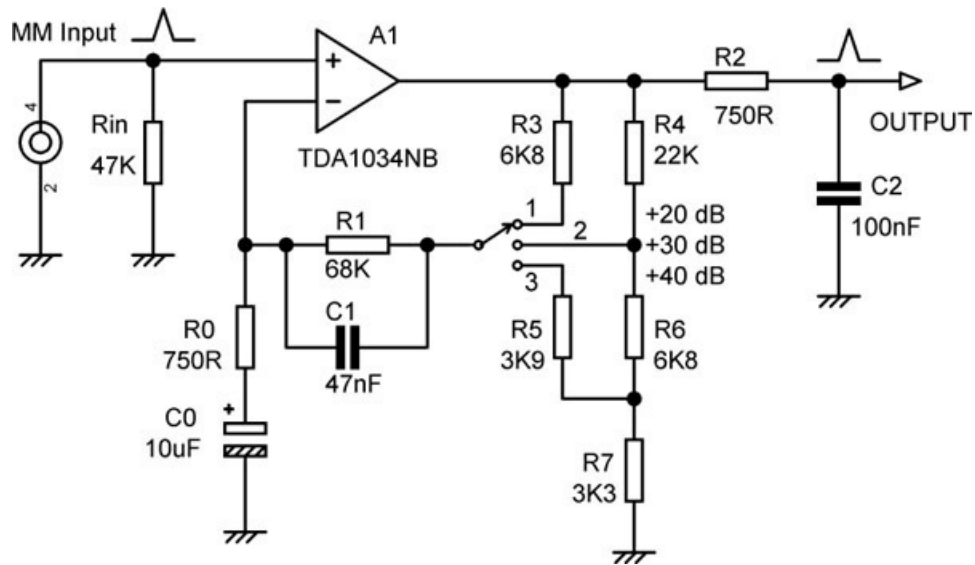 MM Input
A1
+
−
4
2
Rin
47K
TDA1034NB
R3
6K8
R4
22K
R2
750R
OUTPUT
C2
100nF
R1
68K
C1
47nF
1
2
3
+20 dB
+30 dB
+40 dB
R0
750R
+
C0
10uF
R5
3K9
R6
6K8
R7
3K3